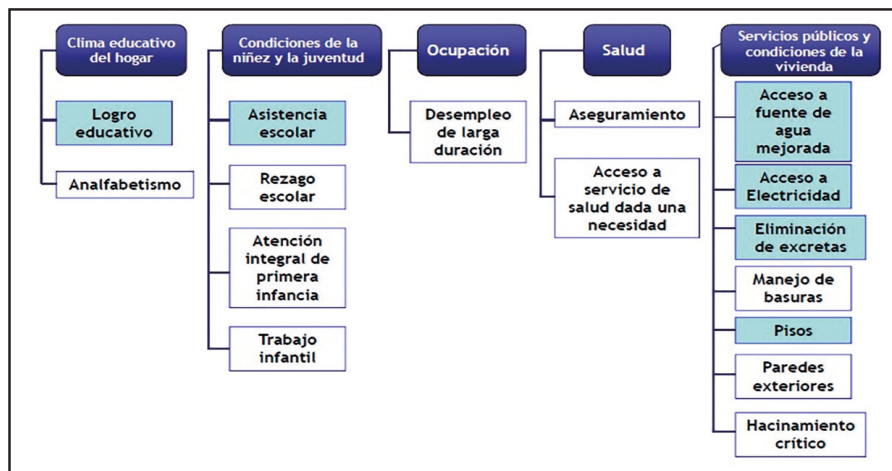 Clima educativo
del hogar
Logro
educativo
Analfabetismo
Condiciones de la
niñez y la juventud
Asistencia
escolar
Rezago
escolar
Atención
integral de
primera
infancia
Trabajo
infantil
Ocupación
Desempleo
de larga
duración
Salud
Aseguramiento
Acceso a
servicio de
salud dada una
necesidad
Servicios públicos y
condiciones de la
vivienda
Acceso a
fuente de
agua
mejorada
Acceso a
Electricidad
Eliminación
de excretas
Manejo de
basuras
Pisos
Paredes
exteriores
Hacinamiento
crítico